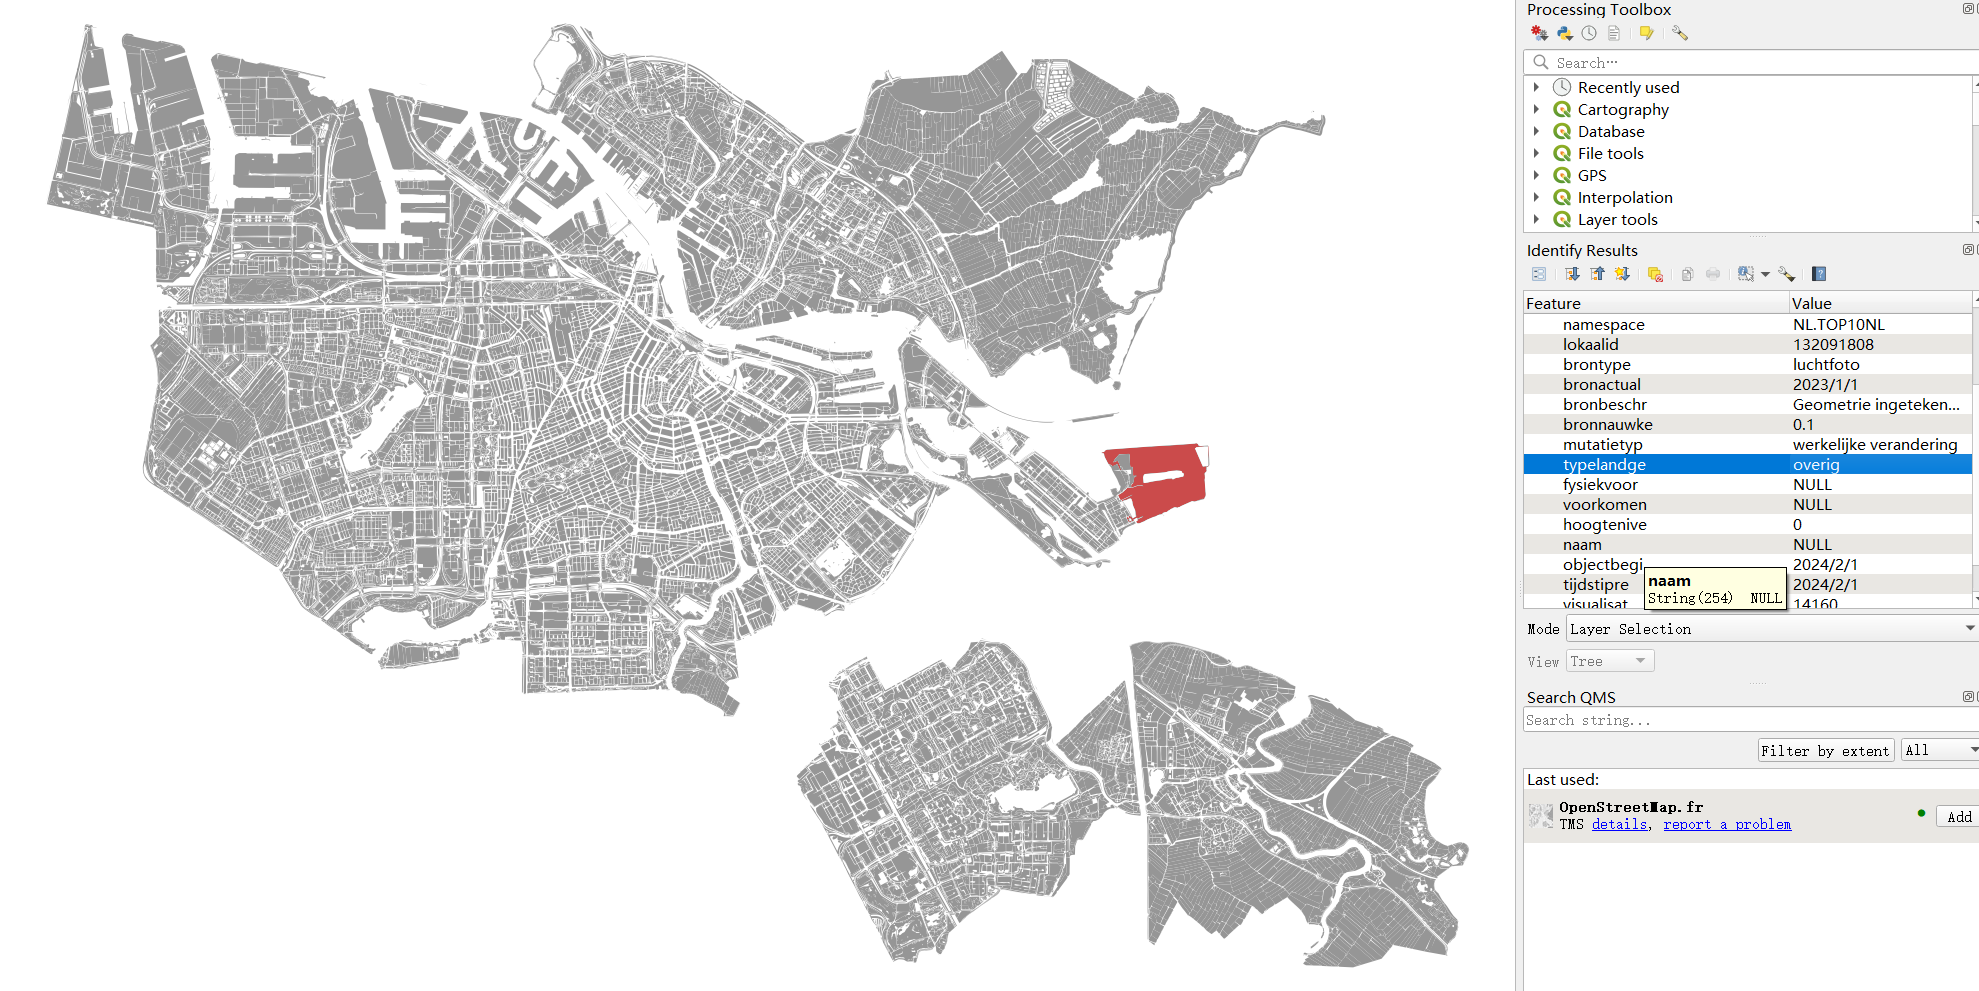 Processing Toolbox
Search…
Recently used
Cartography
Database
File tools
GPS
Interpolation
Layer tools
Identify Results
Feature Value
namespace NL.TOP10NL
lokaalid 132091808
brontype luchtfoto
bronactual 2023/1/1
bronbeschr Geometrie ingeteken...
bronnauwke 0.1
mutatietyp werkelijke verandering
typelandge overig
fysiekvoor NULL
voorkomen NULL
hoogtenive 0
naam NULL
objectbegi 2024/2/1
naam
tijdstipre 2024/2/1
String(254) NULL
visualisat 14160
Mode Layer Selection
View Tree
Search QMS
Search string...
Filter by extent All
Last used:
OpenStreetMap.fr
TMS details, report a problem
Add